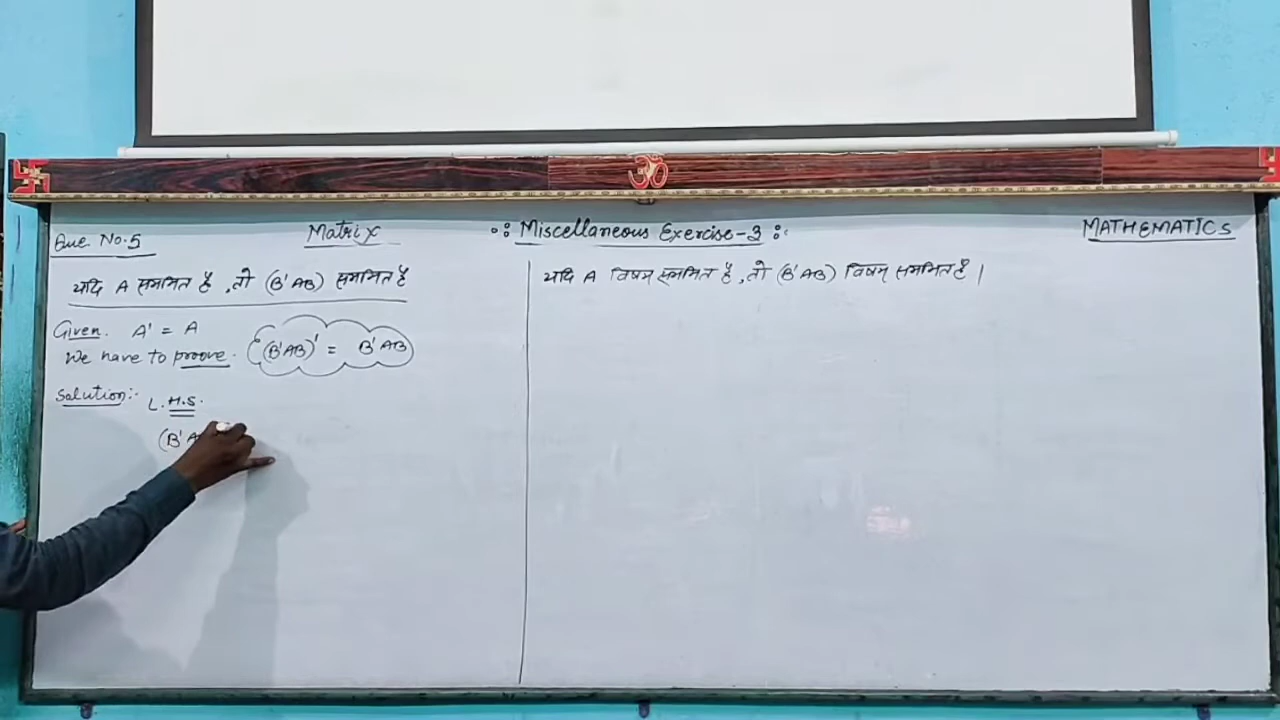 Que No. 5
Matrix
Miscellaneous Exercise-3
MATHEMATICS
यदि A सममित है, तो (B'AB) सममित है
Given. A' = A
We have to proove. (B'AB)' = B'AB
Solution:-
L.H.S.
(B'A
यदि A विषम सममित है, तो (B'AB) विषम सममित है।
ॐ